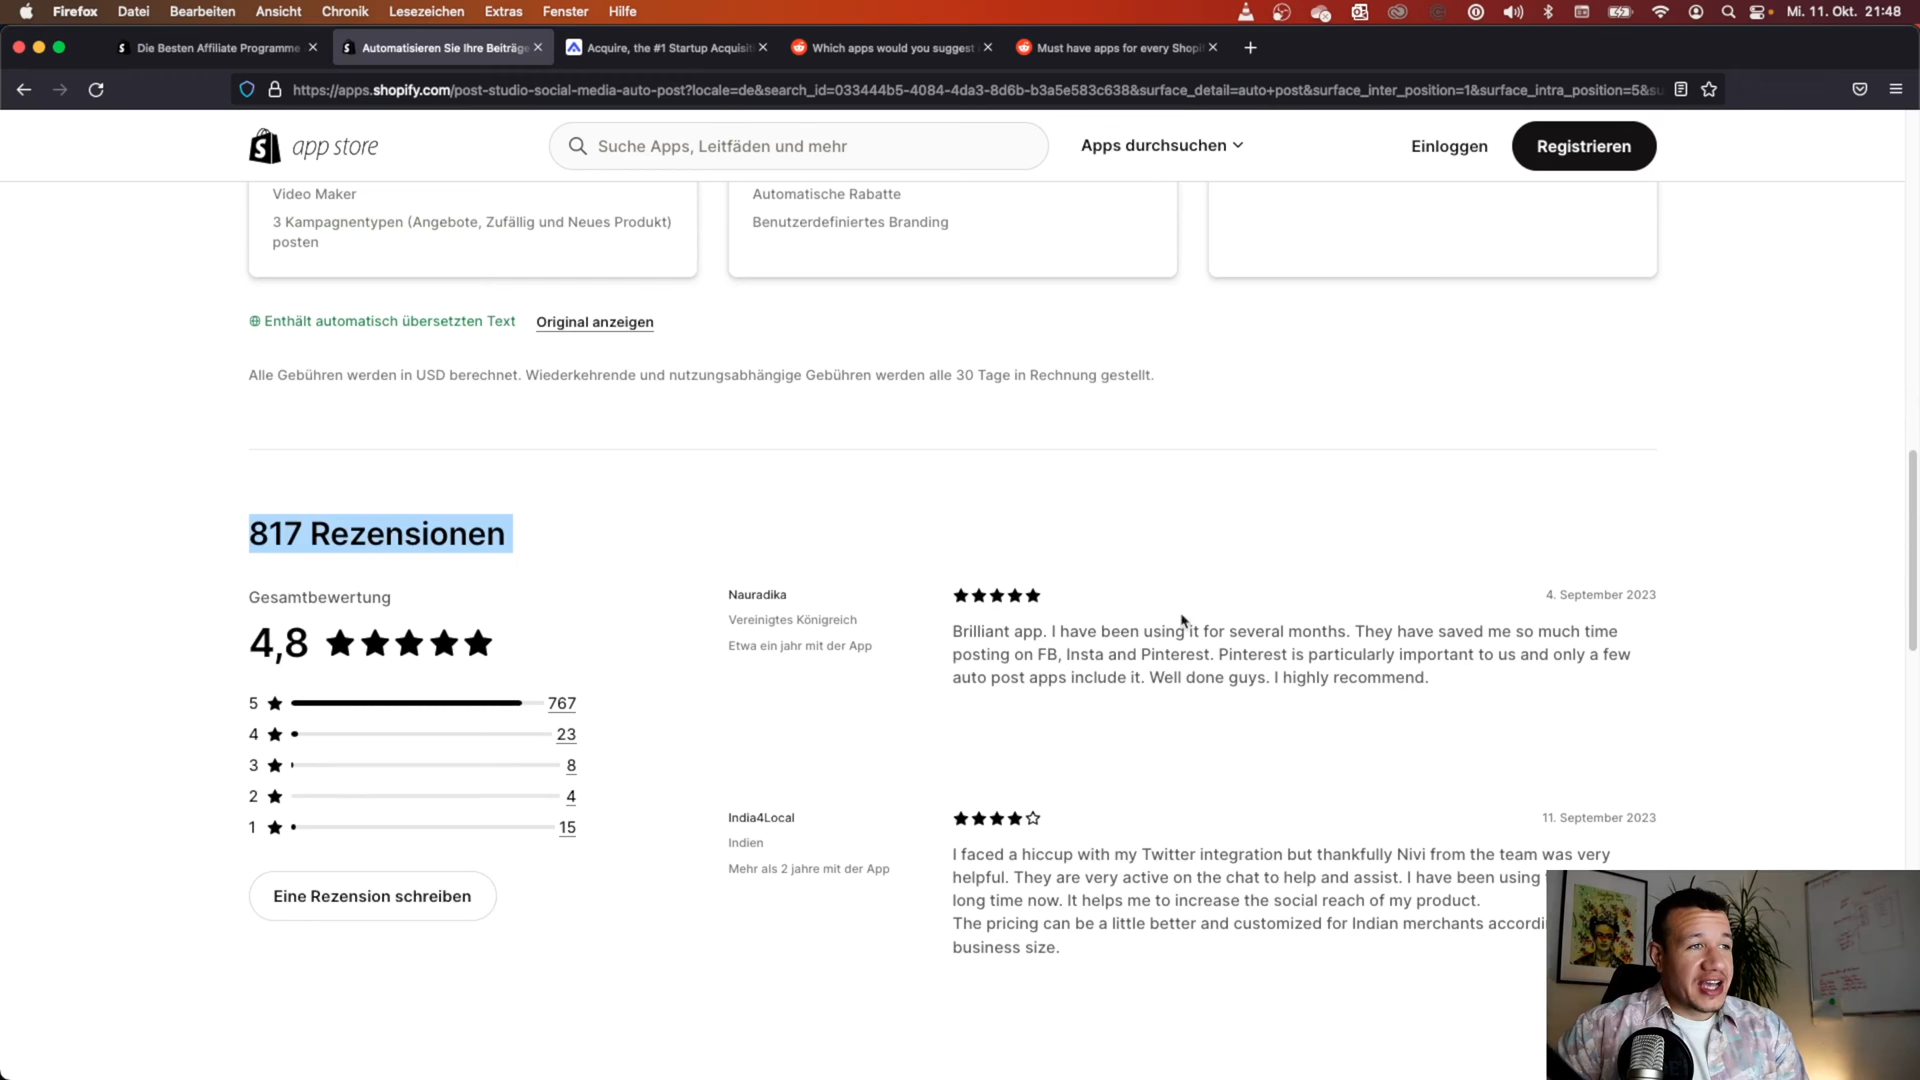 Firefox Datei Bearbeiten Ansicht Chronik Lesezeichen Extras Fenster Hilfe Mi. 11. Okt. 21:48
Die Besten Affiliate Programme Automatisieren Sie Ihre Beiträge Acquire, the #1 Startup Acquisit Which apps would you suggest Must have apps for every Shopi
https://apps.shopify.com/post-studio-social-media-auto-post?locale=de&search_id=033444b5-4084-4da3-8d6b-b3a5e583c638&surface_detail=auto+post&surface_inter_position=1&surface_intra_position=5&su
app store Suche Apps, Leitfäden und mehr Apps durchsuchen Einloggen Registrieren
Video Maker
3 Kampagnentypen (Angebote, Zufällig und Neues Produkt)
posten
Automatische Rabatte
Benutzerdefiniertes Branding
Enthält automatisch übersetzten Text Original anzeigen
Alle Gebühren werden in USD berechnet. Wiederkehrende und nutzungsabhängige Gebühren werden alle 30 Tage in Rechnung gestellt.
817 Rezensionen
Gesamtbewertung
4,8
5 767
4 23
3 8
2 4
1 15
Eine Rezension schreiben
Nauradika
Vereinigtes Königreich
Etwa ein jahr mit der App
4. September 2023
Brilliant app. I have been using it for several months. They have saved me so much time
posting on FB, Insta and Pinterest. Pinterest is particularly important to us and only a few
auto post apps include it. Well done guys. I highly recommend.
India4Local
Indien
Mehr als 2 jahre mit der App
11. September 2023
I faced a hiccup with my Twitter integration but thankfully Nivi from the team was very
helpful. They are very active on the chat to help and assist. I have been using
long time now. It helps me to increase the social reach of my product.
The pricing can be a little better and customized for Indian merchants accordi
business size.